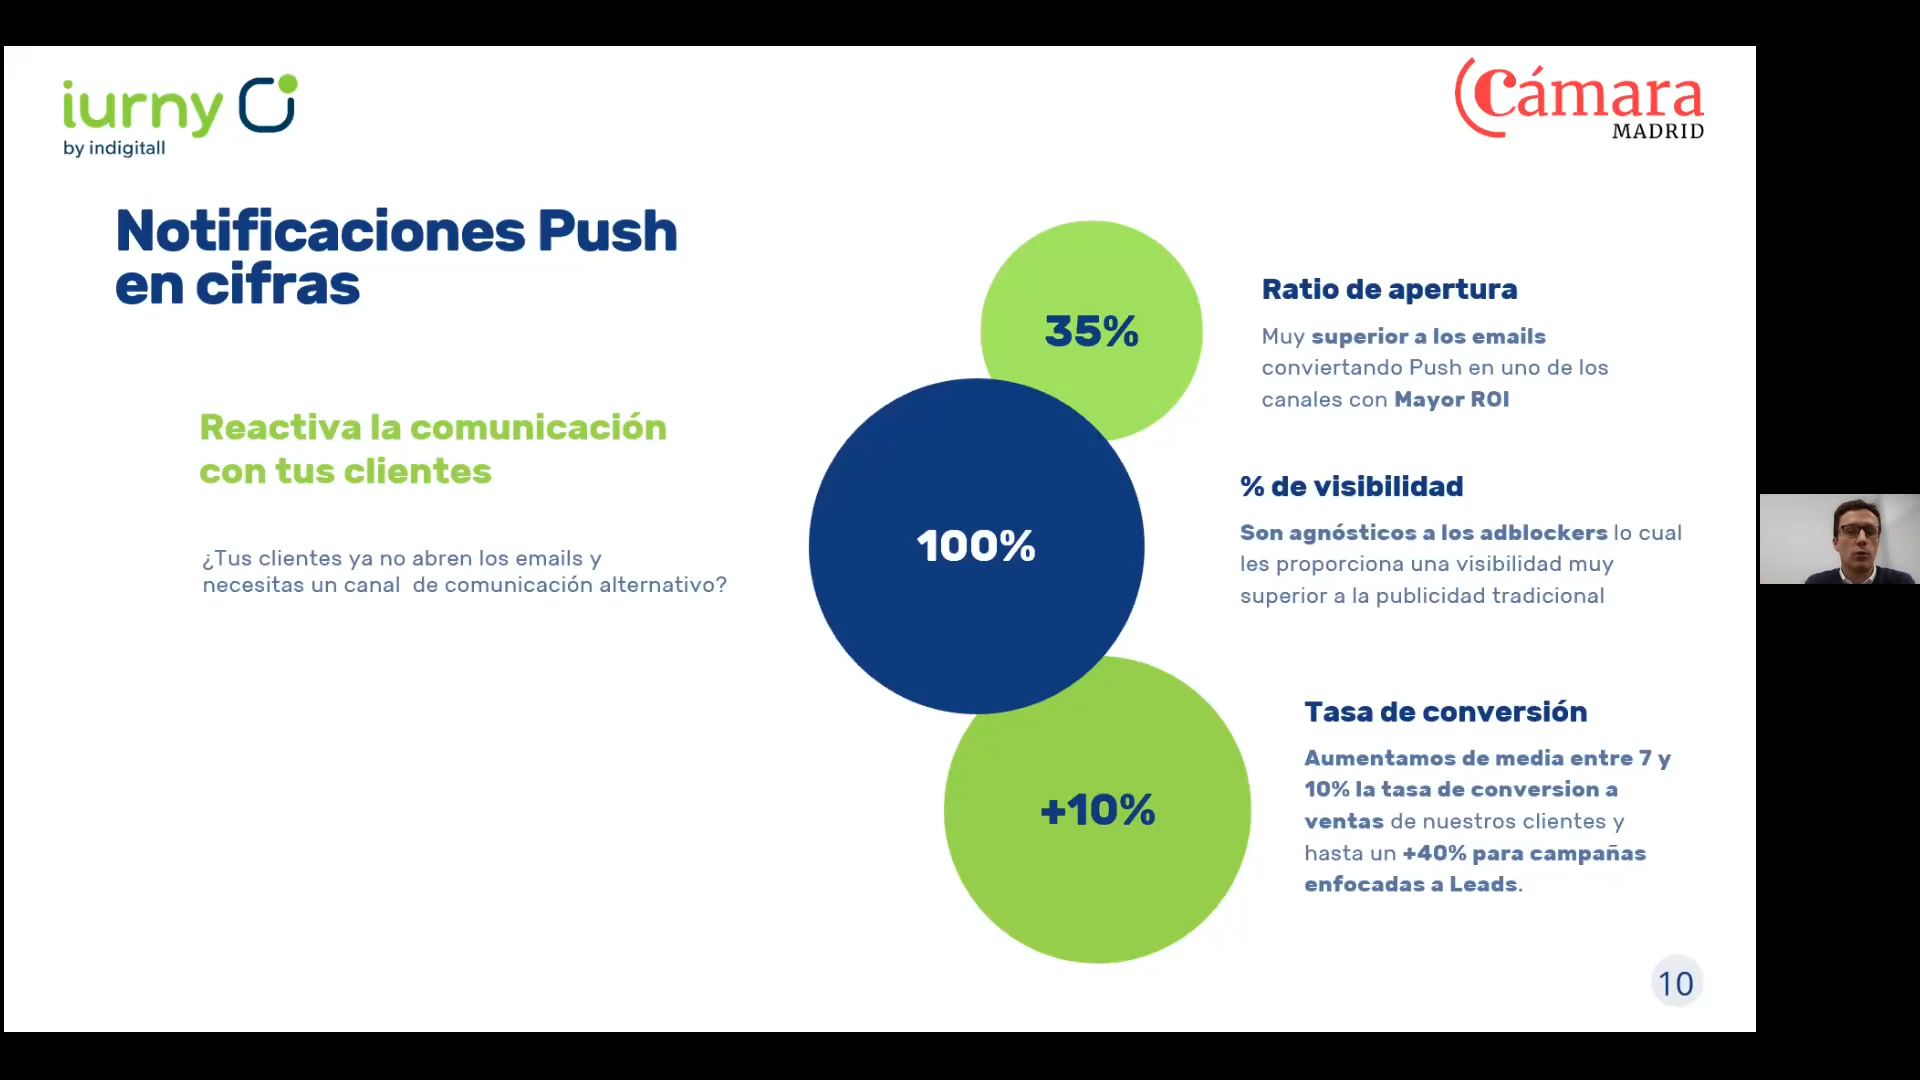 iurny
by indigitall
Cámara
MADRID
Notificaciones Push
en cifras
Reactiva la comunicación
con tus clientes
¿Tus clientes ya no abren los emails y
necesitas un canal de comunicación alternativo?
35%
Ratio de apertura
Muy superior a los emails
conviertando Push en uno de los
canales con Mayor ROI
100%
% de visibilidad
Son agnósticos a los adblockers lo cual
les proporciona una visibilidad muy
superior a la publicidad tradicional
+10%
Tasa de conversión
Aumentamos de media entre 7 y
10% la tasa de conversion a
ventas de nuestros clientes y
hasta un +40% para campañas
enfocadas a Leads.
10